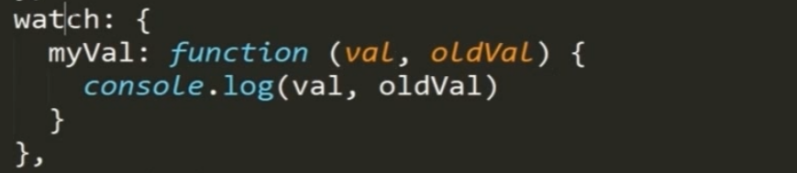 watch: {
myVal: function (val, oldVal) {
console.log(val, oldVal)
}
},